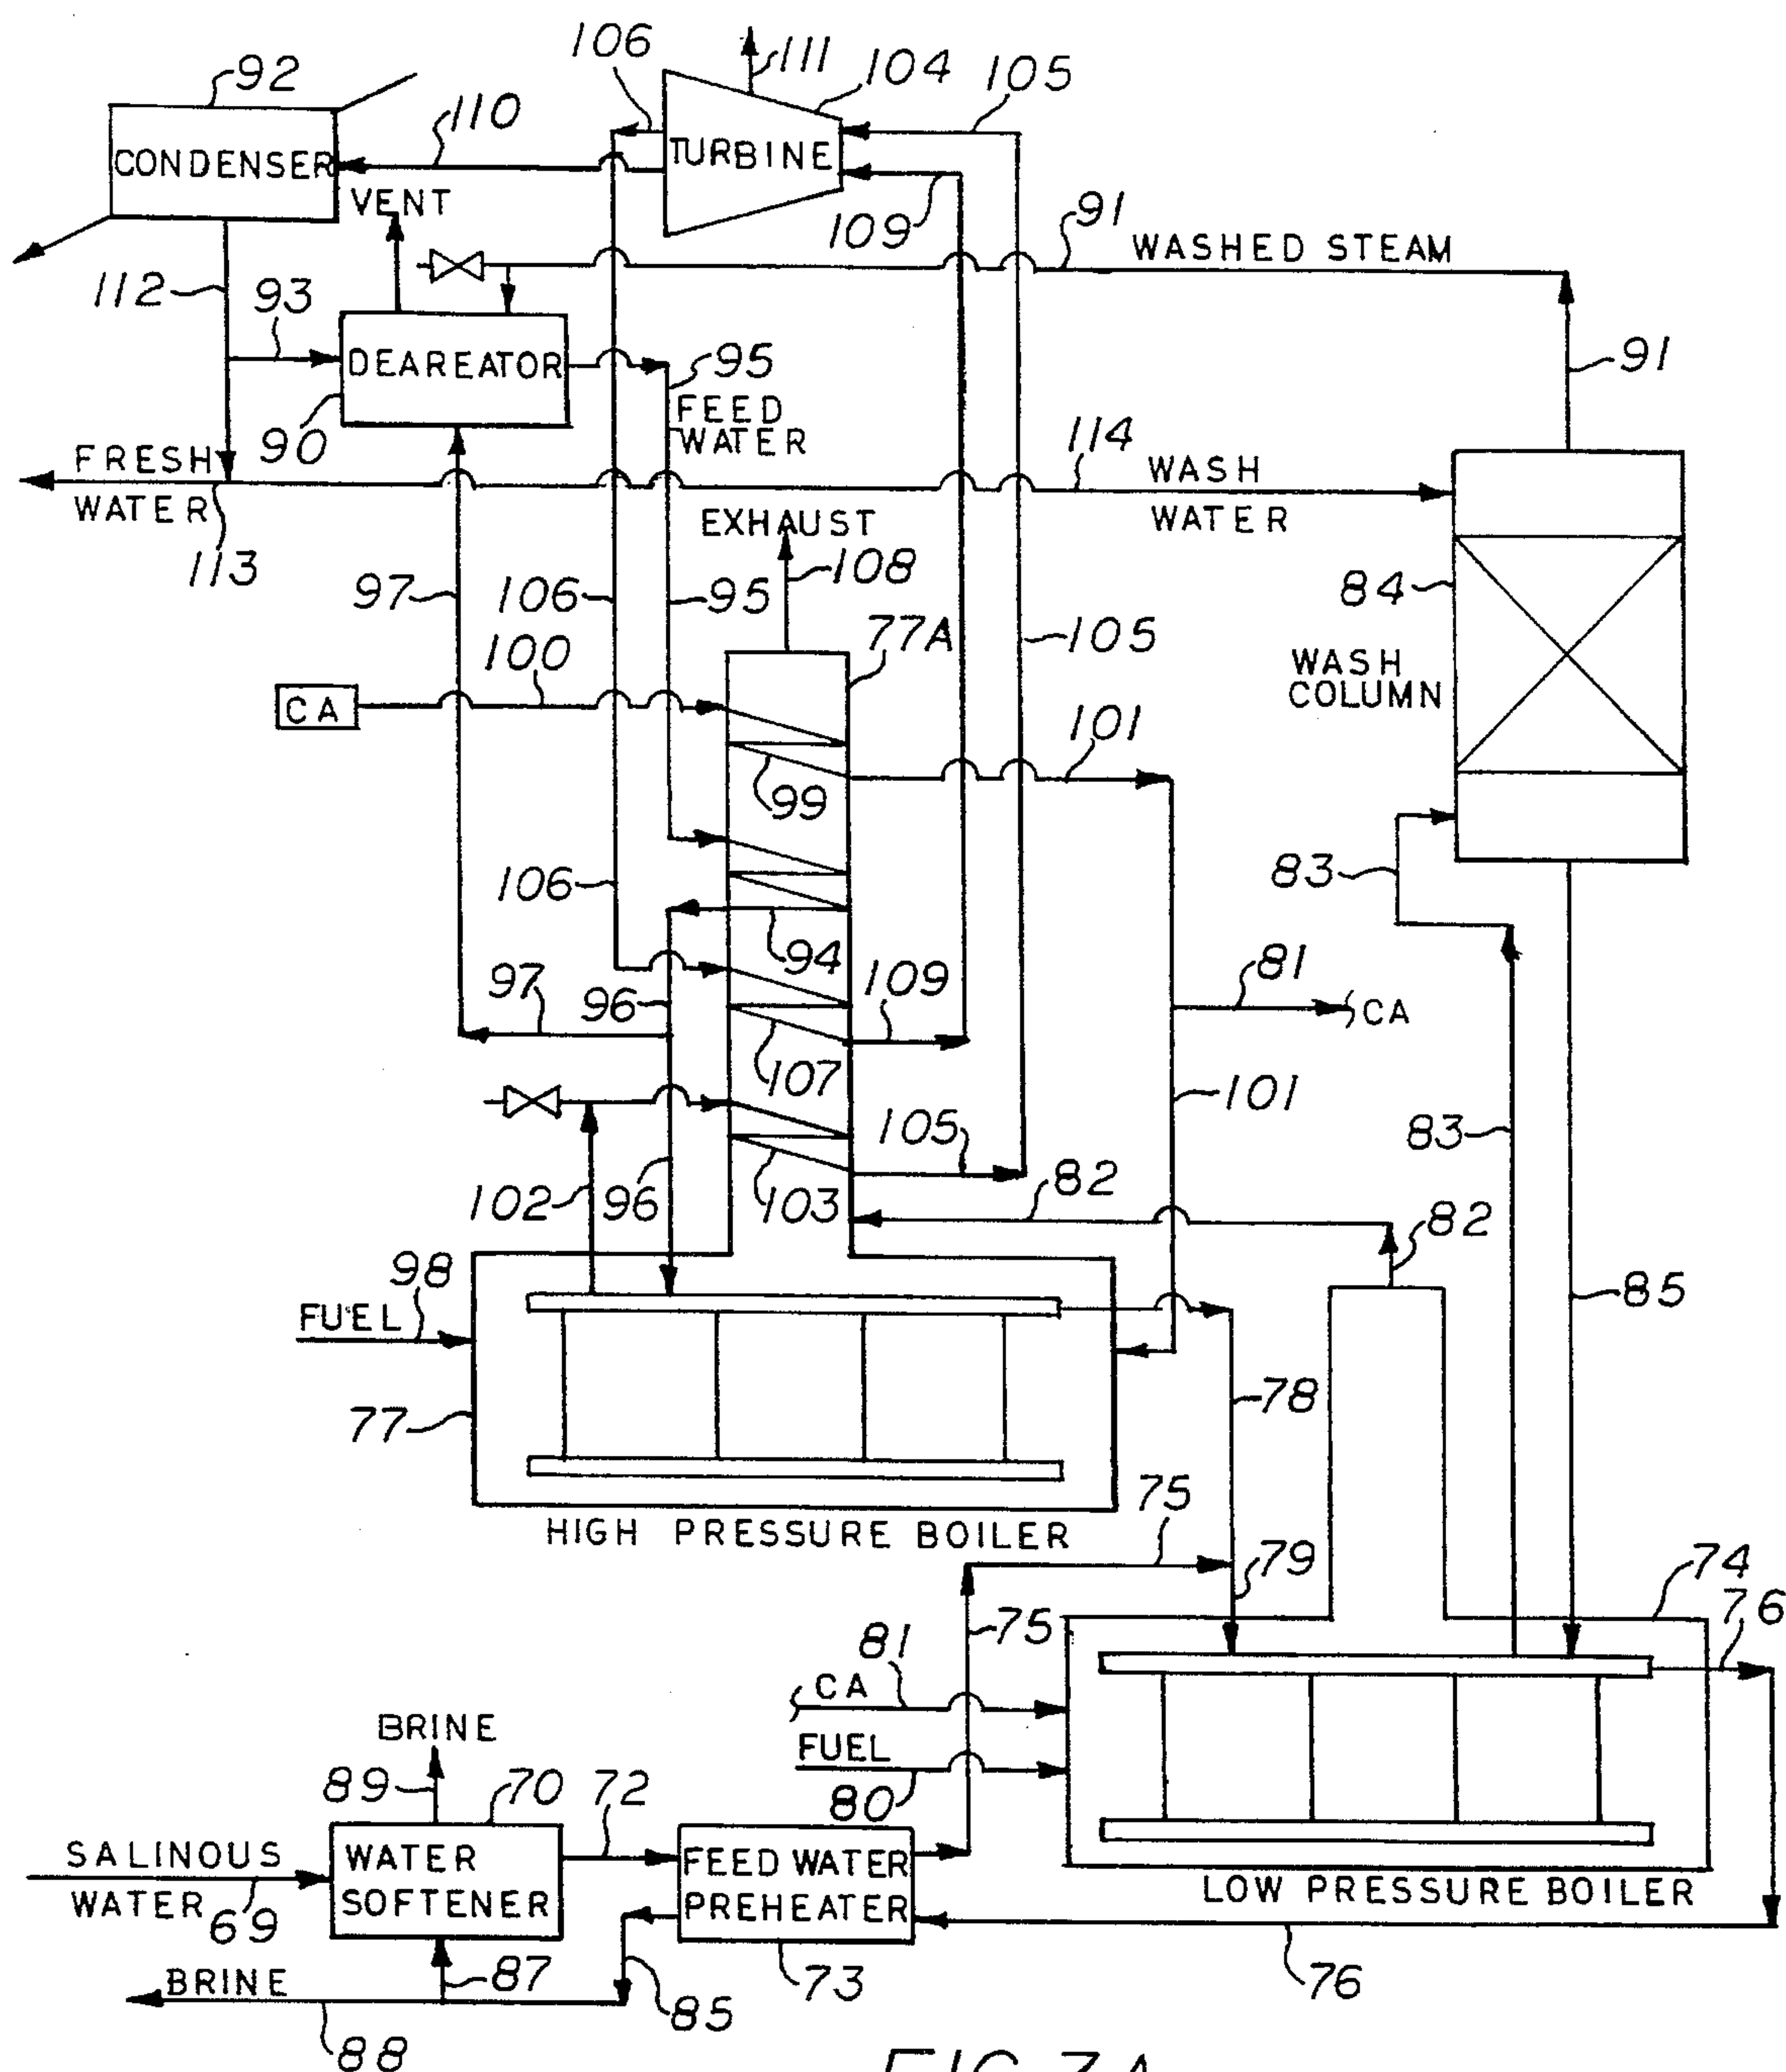 106
111
104
105
92
110
CONDENSER
TURBINE
VENT
109
91
WASHED STEAM
112
93
DEAREATOR
95
91
FEED
WATER
90
114
FRESH
WATER
WASH
WATER
EXHAUST
113
97
106
95
108
84
77A
105
100
WASH
COLUMN
CA
101
99
83
106
94
97
96
109
81
CA
107
101
105
83
102
96
103
82
82
98
FUEL
85
77
78
HIGH PRESSURE BOILER
75
79
74
76
75
81
CA
BRINE
FUEL
89
70
72
80
SALINOUS
WATER
69
WATER
SOFTENER
FEED WATER
PREHEATER
LOW PRESSURE BOILER
BRINE
87
85
73
76
88
FIG. 7A